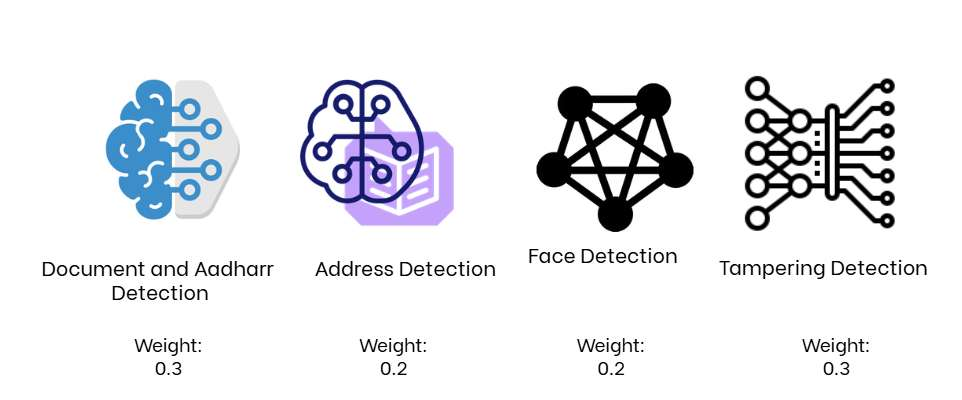 Document and Aadharr
Detection
Address Detection
Face Detection
Tampering Detection
Weight:
0.3
Weight:
0.2
Weight:
0.2
Weight:
0.3